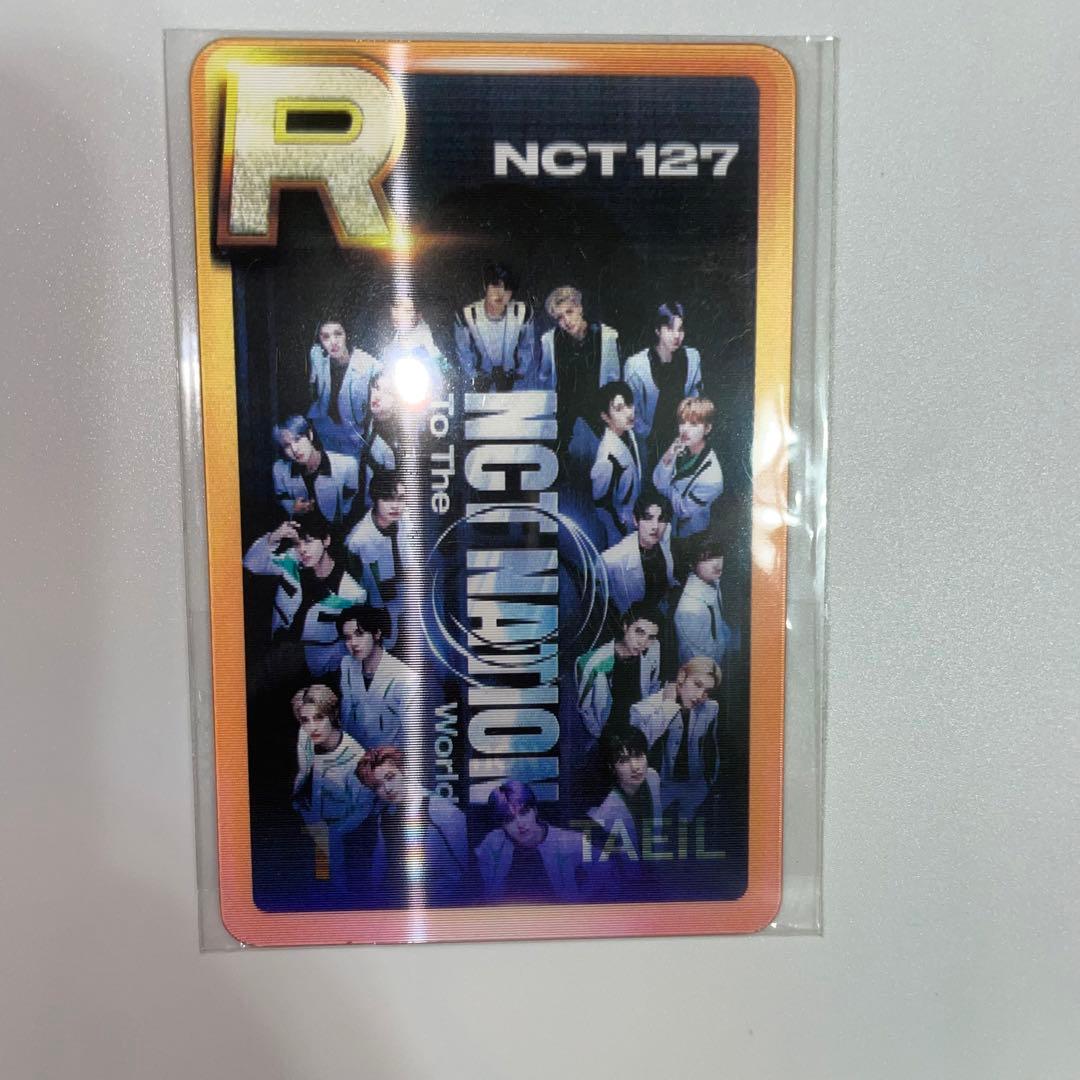 R
NCT 127
NCT NATION
To The World
TAEIL